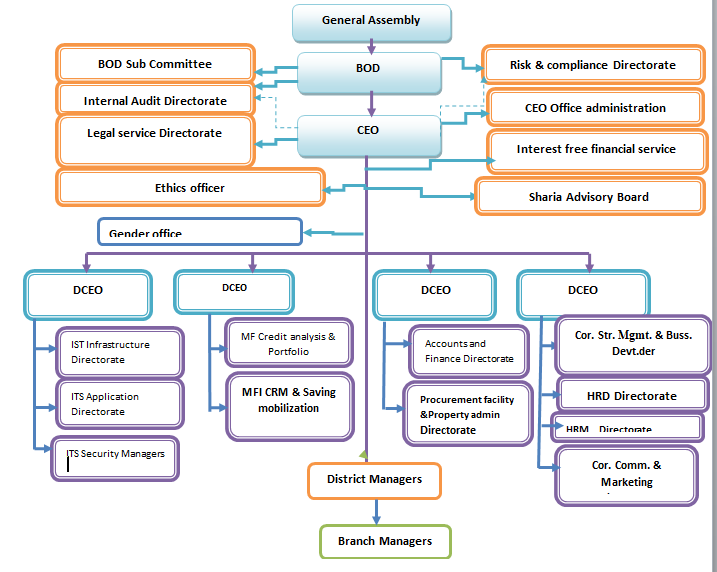 General Assembly
BOD Sub Committee
BOD
Risk & compliance Directorate
Internal Audit Directorate
CEO Office administration
Legal service Directorate
CEO
Interest free financial service
Ethics officer
Sharia Advisory Board
Gender office
DCEO
DCEO
DCEO
DCEO
IST Infrastructure
Directorate
ITS Application
Directorate
ITS Security Managers
MF Credit analysis &
Portfolio
MFI CRM & Saving
mobilization
Accounts and
Finance Directorate
Procurement facility
&Property admin
Directorate
Cor. Str. Mgmt. & Buss.
Devt.der
HRD Directorate
HRM Directorate
Cor. Comm. &
Marketing
District Managers
Branch Managers